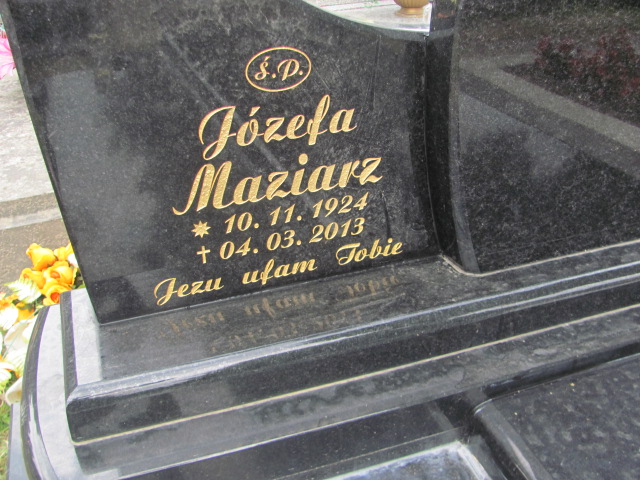 Ś.P.
Józefa
Maziarz
* 10. 11. 1924
† 04. 03. 2013
Jezu ufam Tobie